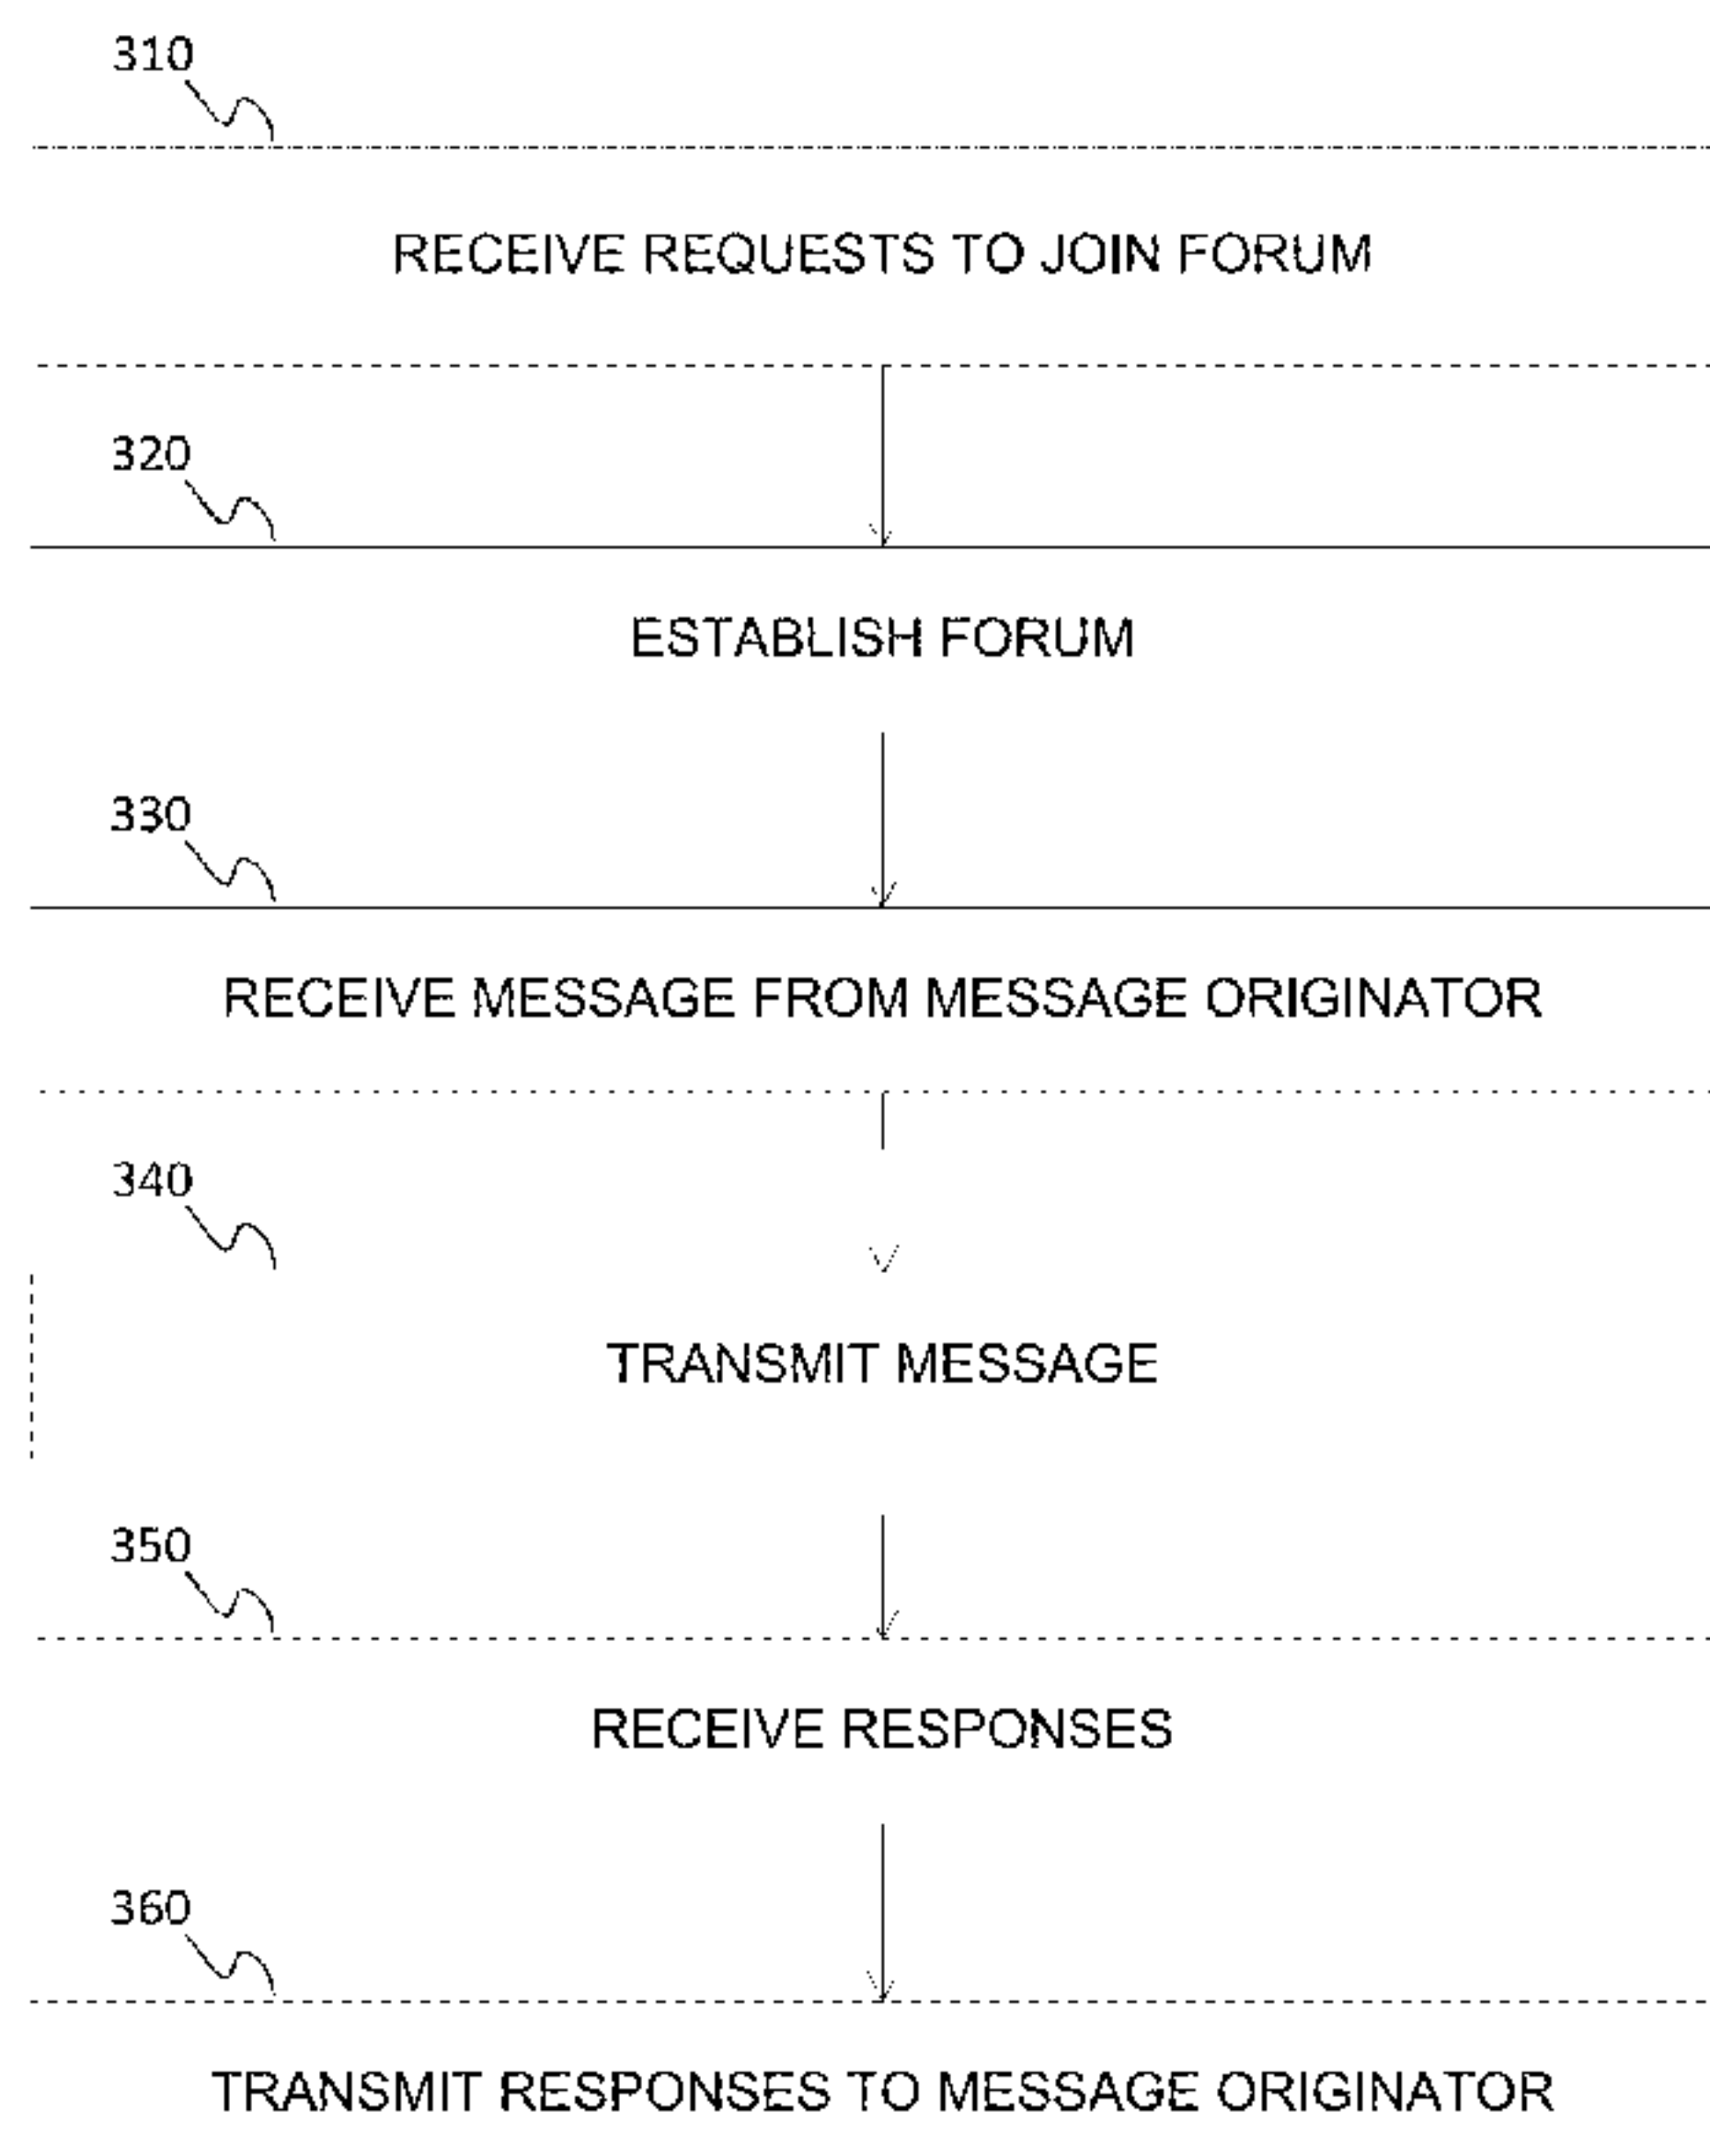 310
RECEIVE REQUESTS TO JOIN FORUM
320
ESTABLISH FORUM
330
RECEIVE MESSAGE FROM MESSAGE ORIGINATOR
340
TRANSMIT MESSAGE
350
RECEIVE RESPONSES
360
TRANSMIT RESPONSES TO MESSAGE ORIGINATOR